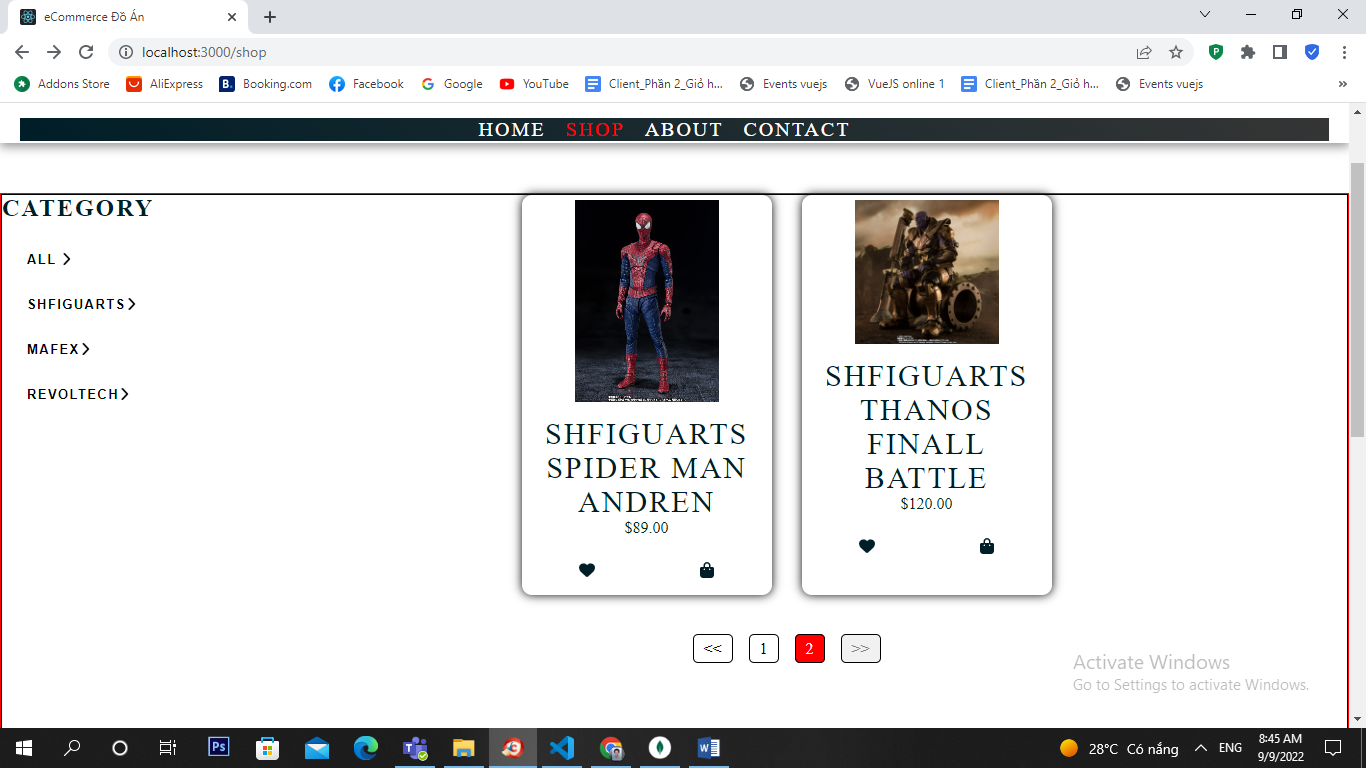 eCommerce Đồ Án
localhost:3000/shop
Addons Store AliExpress Booking.com Facebook Google YouTube Client_Phần 2_Giỏ h... Events vuejs VueJS online 1 Client_Phần 2_Giỏ h... Events vuejs »
HOME SHOP ABOUT CONTACT
CATEGORY
ALL
SHFIGUARTS
MAFEX
REVOLTECH
SHFIGUARTS
SPIDER MAN
ANDREN
$89.00
SHFIGUARTS
THANOS
FINALL
BATTLE
$120.00
<< 1 2 >>
Activate Windows
Go to Settings to activate Windows.
Ps
28°C Có nắng
ENG
8:45 AM
9/9/2022